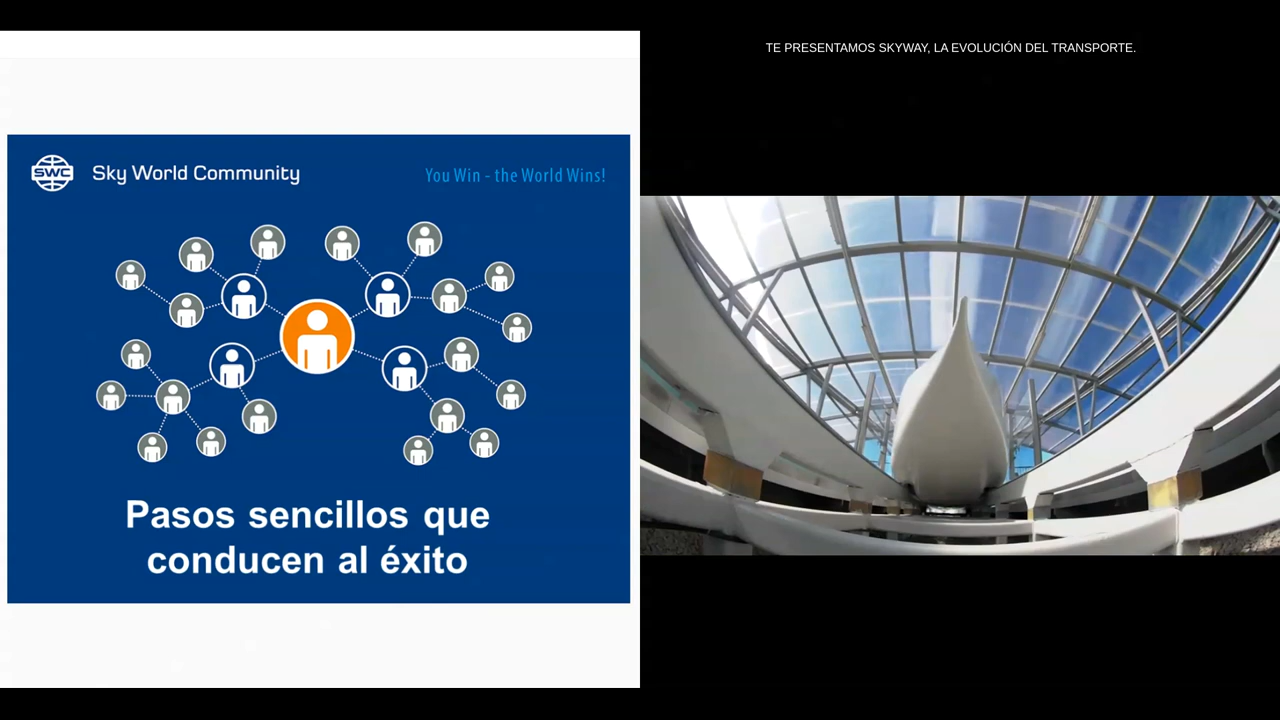 SWC
Sky World Community
You Win - the World Wins!
Pasos sencillos que
conducen al éxito
TE PRESENTAMOS SKYWAY, LA EVOLUCIÓN DEL TRANSPORTE.